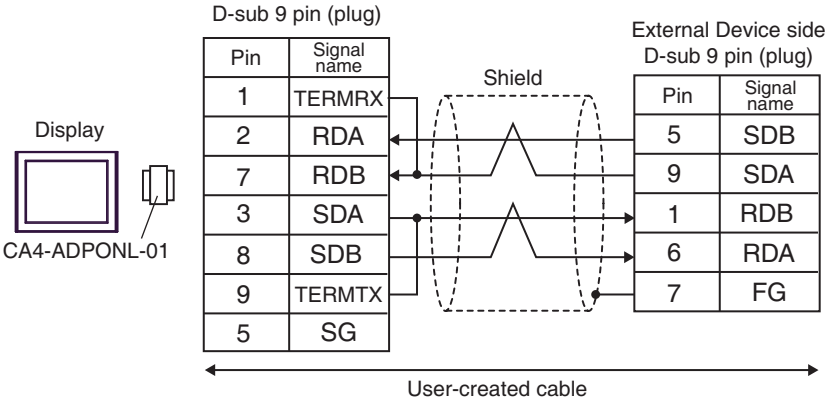 D-sub 9 pin (plug)
External Device side
D-sub 9 pin (plug)
Display
CA4-ADPONL-01
Pin Signal name
1 TERMRX
2 RDA
7 RDB
3 SDA
8 SDB
9 TERMTX
5 SG
Shield
Pin Signal name
5 SDB
9 SDA
1 RDB
6 RDA
7 FG
User-created cable